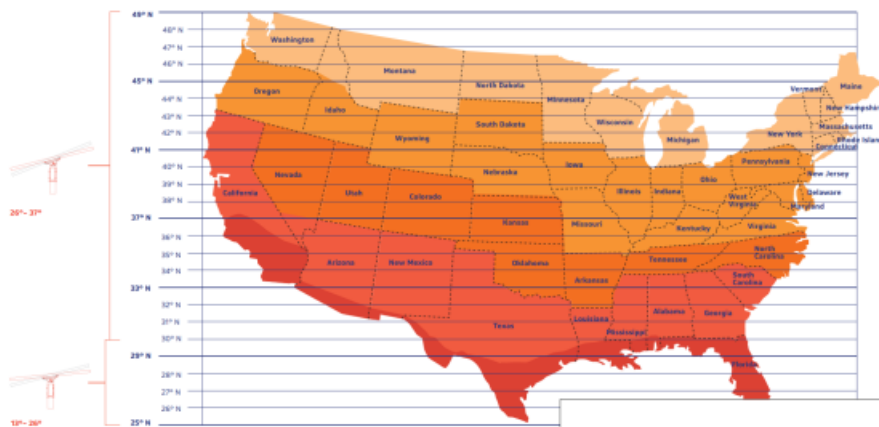 49° N
48° N
Washington
47° N
46° N
Montana
45° N
North Dakota
Maine
Vermont
Oregon
Minnesota
44° N
New Hampshire
Idaho
43° N
South Dakota
Wisconsin
Massachusetts
42° N
Wyoming
Michigan
New York
Rhode Island
Connecticut
41° N
Pennsylvania
40° N
Nevada
Nebraska
Iowa
Ohio
New Jersey
39° N
California
Utah
Colorado
Illinois
Indiana
Delaware
38° N
West
Virginia
Maryland
26°- 37°
37° N
Kansas
Missouri
Kentucky
Virginia
36° N
35° N
Arizona
New Mexico
Oklahoma
Tennessee
North
Carolina
34° N
Arkansas
South
Carolina
33° N
32° N
Louisiana
Alabama
Georgia
31° N
Texas
Mississippi
30° N
29° N
Florida
28° N
27° N
26° N
13°- 26°
25° N